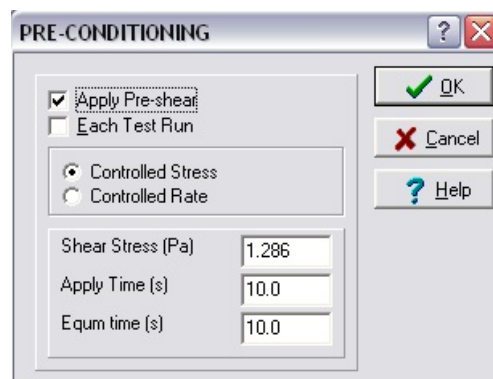 PRE-CONDITIONING
Apply Pre-shear
Each Test Run
Controlled Stress
Controlled Rate
Shear Stress (Pa) 1.286
Apply Time (s) 10.0
Equm time (s) 10.0
OK
Cancel
Help